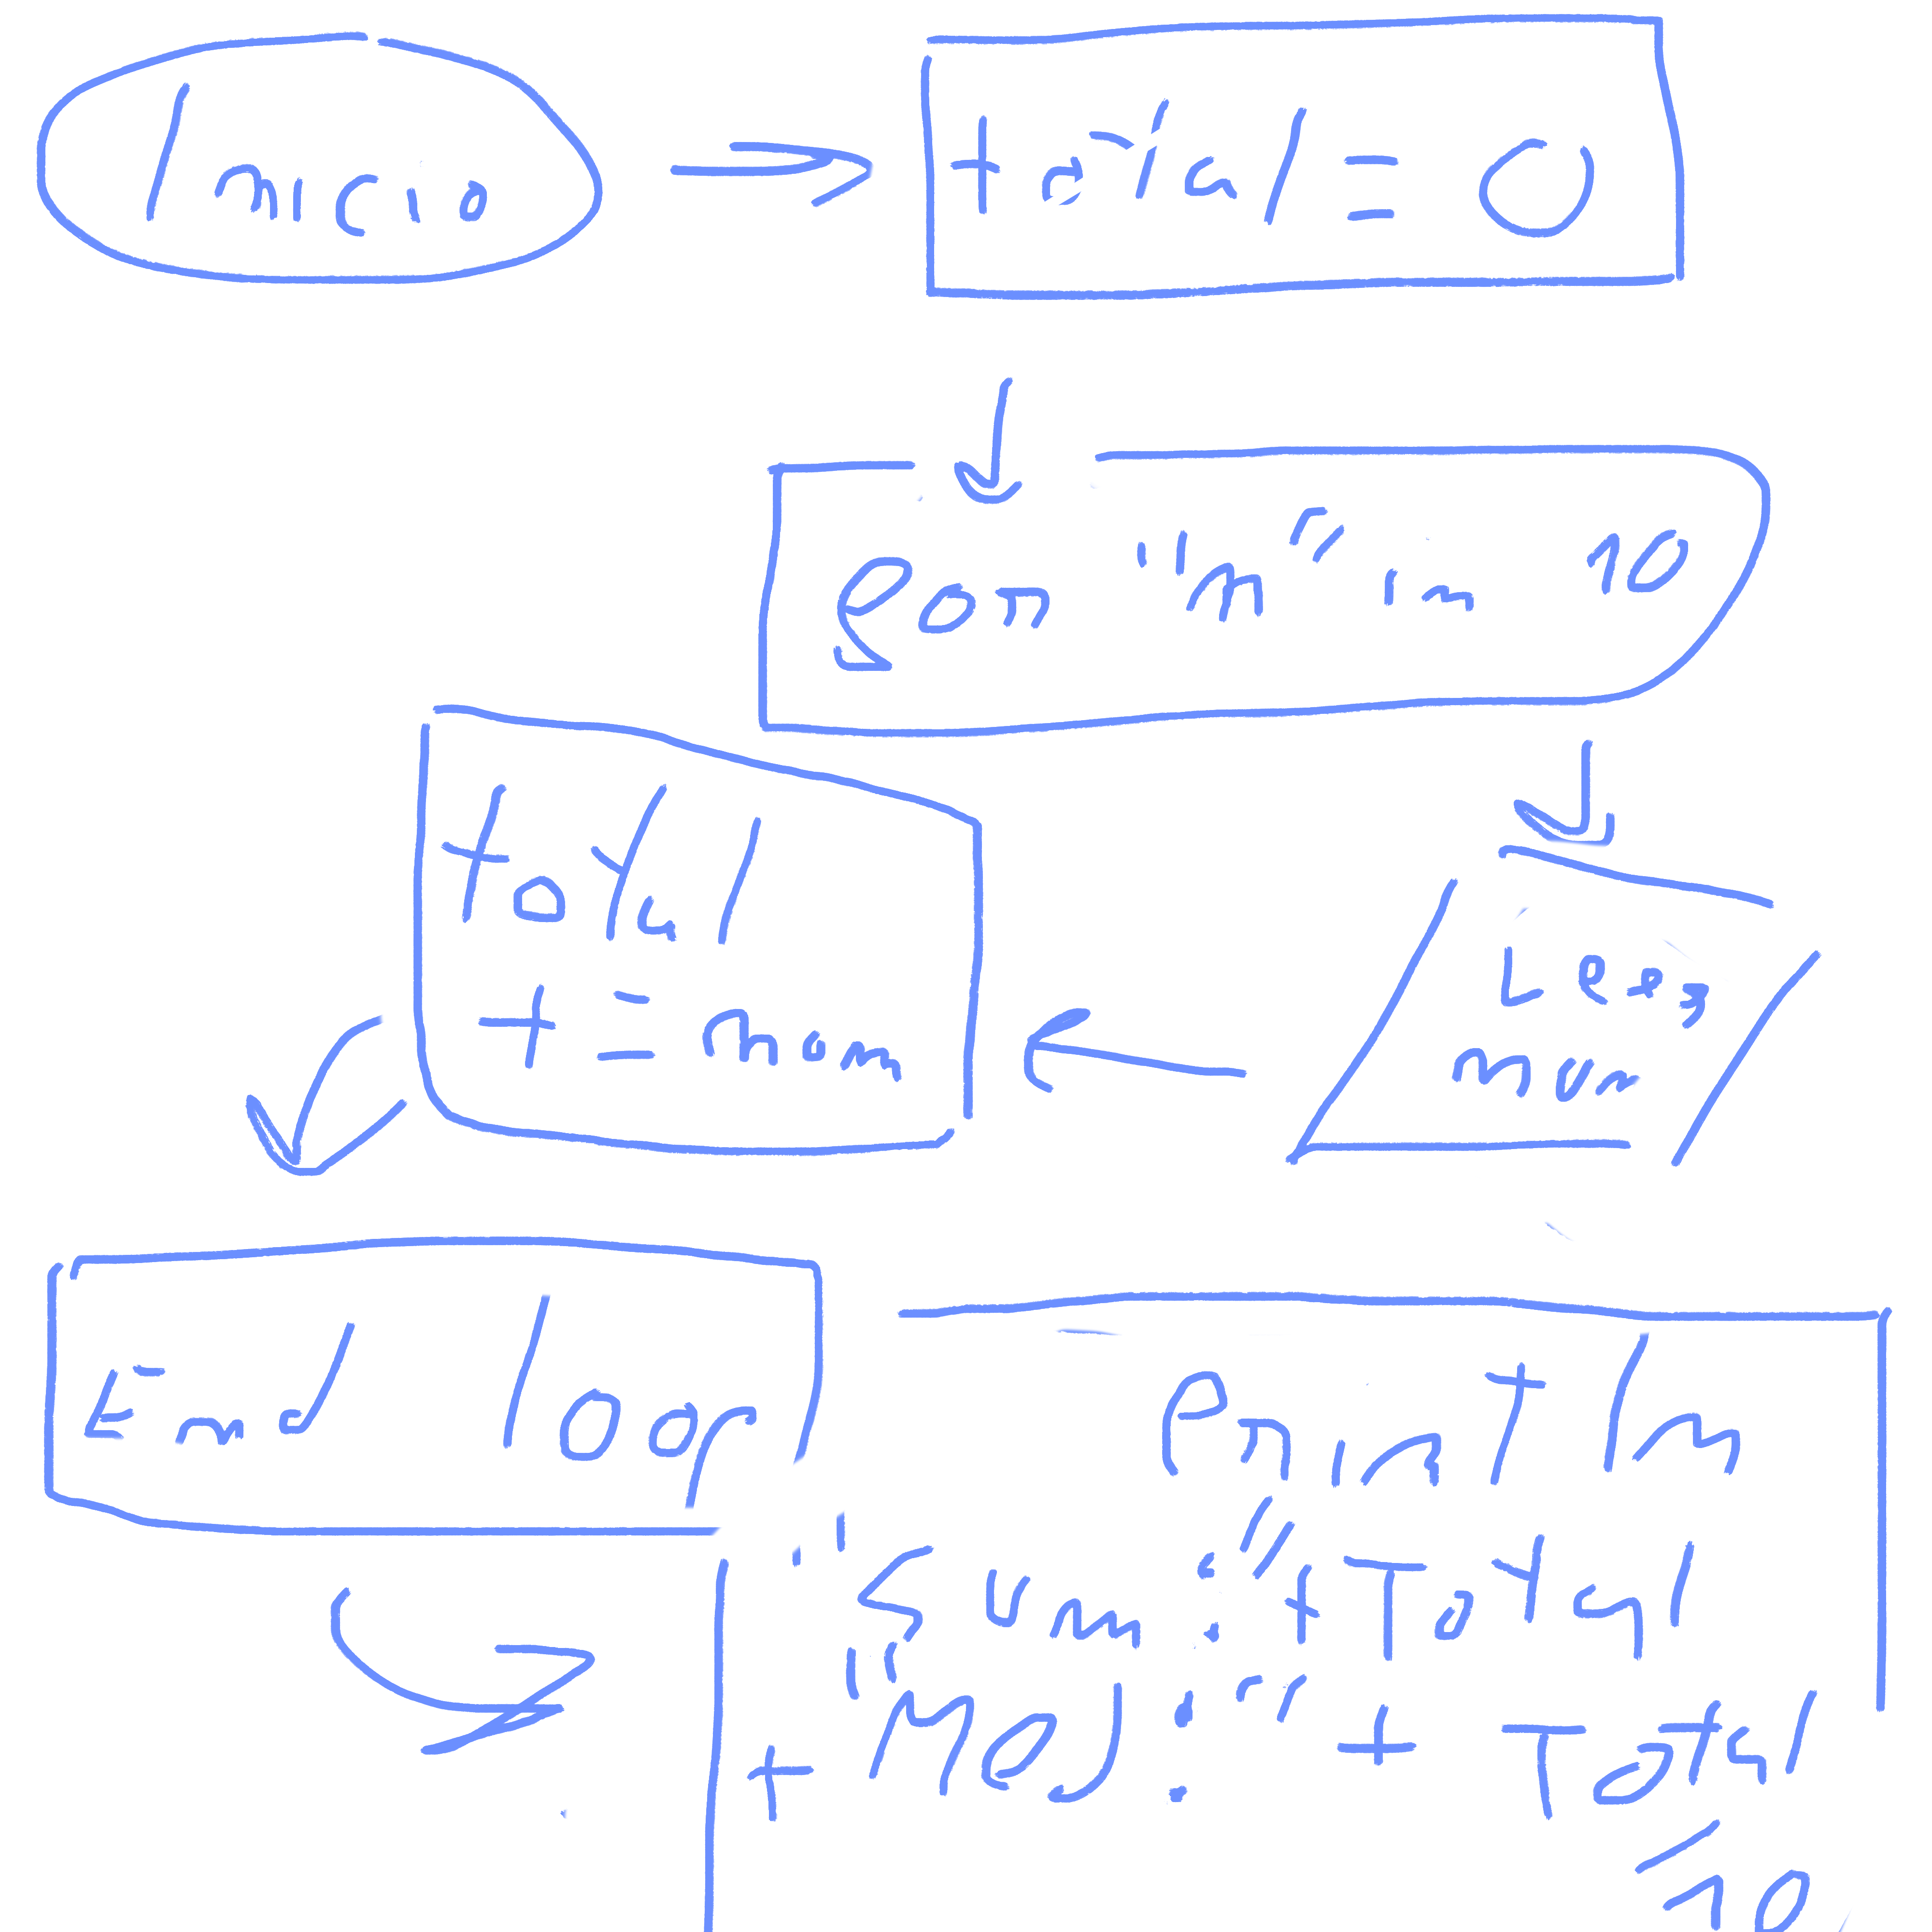 Inicio
total = 0
for "n" in 10
Leer
num
total
+= num
End loop
Println
"Sum:" + Total
+ "Med:" + Total
/10